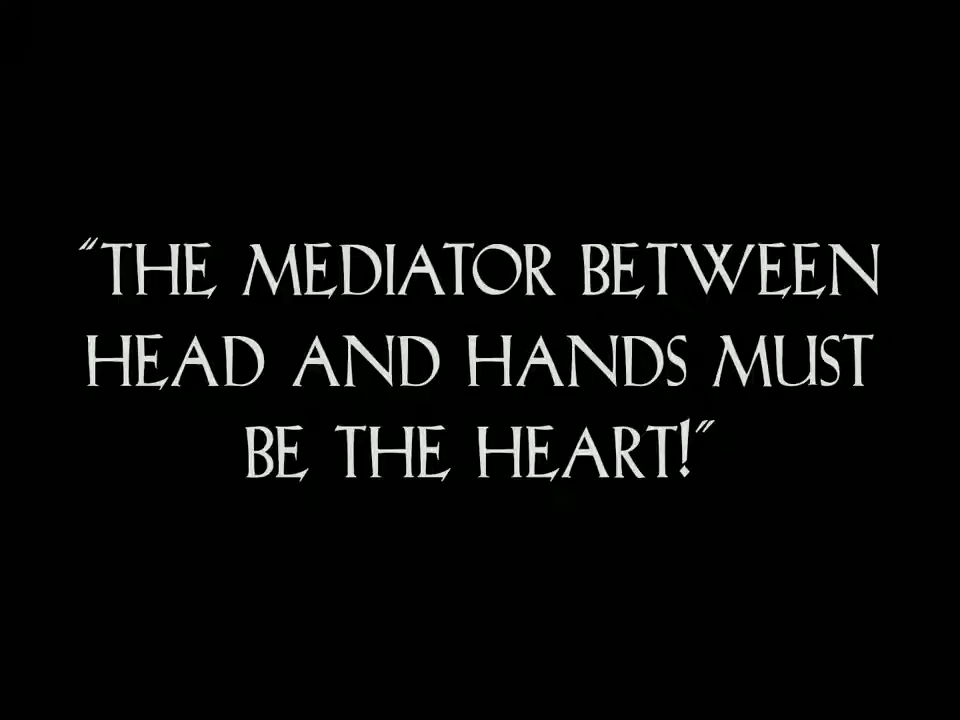 "THE MEDIATOR BETWEEN
HEAD AND HANDS MUST
BE THE HEART!"